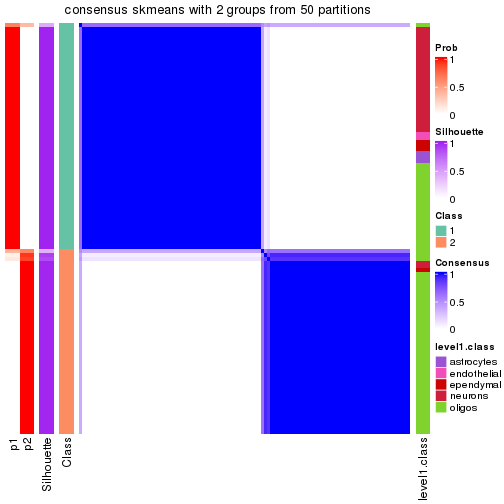 consensus skmeans with 2 groups from 50 partitions
Prob
1
0.5
0
Silhouette
1
0.5
0
Class
1
2
Consensus
1
0.5
0
level1.class
astrocytes
endothelial
ependymal
neurons
oligos
p1
p2
Silhouette
Class
level1.class